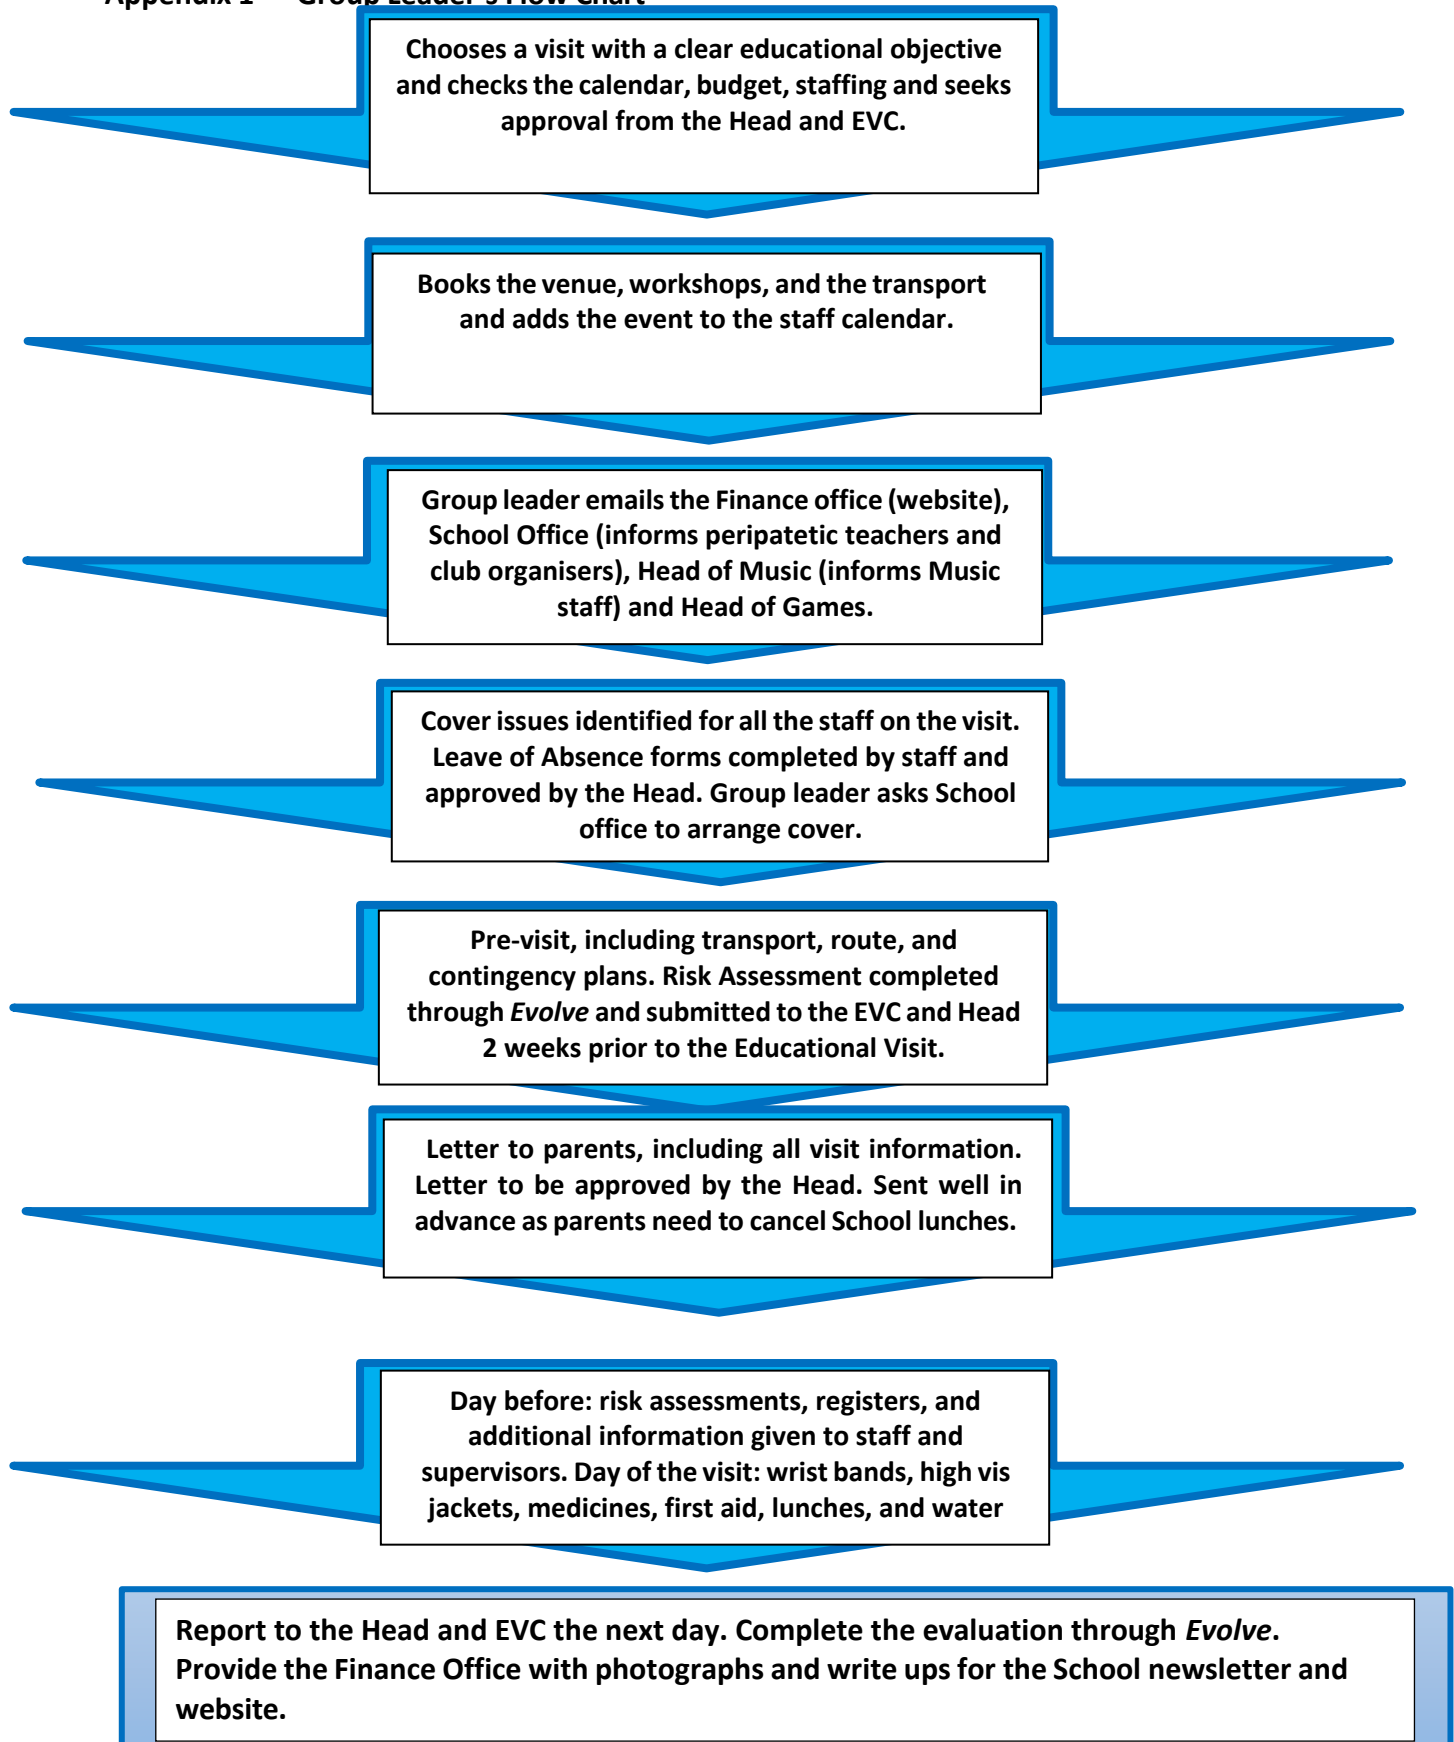 Appendix 1 Group Leader's Flow Chart
Chooses a visit with a clear educational objective
and checks the calendar, budget, staffing and seeks
approval from the Head and EVC.
Books the venue, workshops, and the transport
and adds the event to the staff calendar.
Group leader emails the Finance office (website),
School Office (informs peripatetic teachers and
club organisers), Head of Music (informs Music
staff) and Head of Games.
Cover issues identified for all the staff on the visit.
Leave of Absence forms completed by staff and
approved by the Head. Group leader asks School
office to arrange cover.
Pre-visit, including transport, route, and
contingency plans. Risk Assessment completed
through Evolve and submitted to the EVC and Head
2 weeks prior to the Educational Visit.
Letter to parents, including all visit information.
Letter to be approved by the Head. Sent well in
advance as parents need to cancel School lunches.
Day before: risk assessments, registers, and
additional information given to staff and
supervisors. Day of the visit: wrist bands, high vis
jackets, medicines, first aid, lunches, and water
Report to the Head and EVC the next day. Complete the evaluation through Evolve.
Provide the Finance Office with photographs and write ups for the School newsletter and
website.